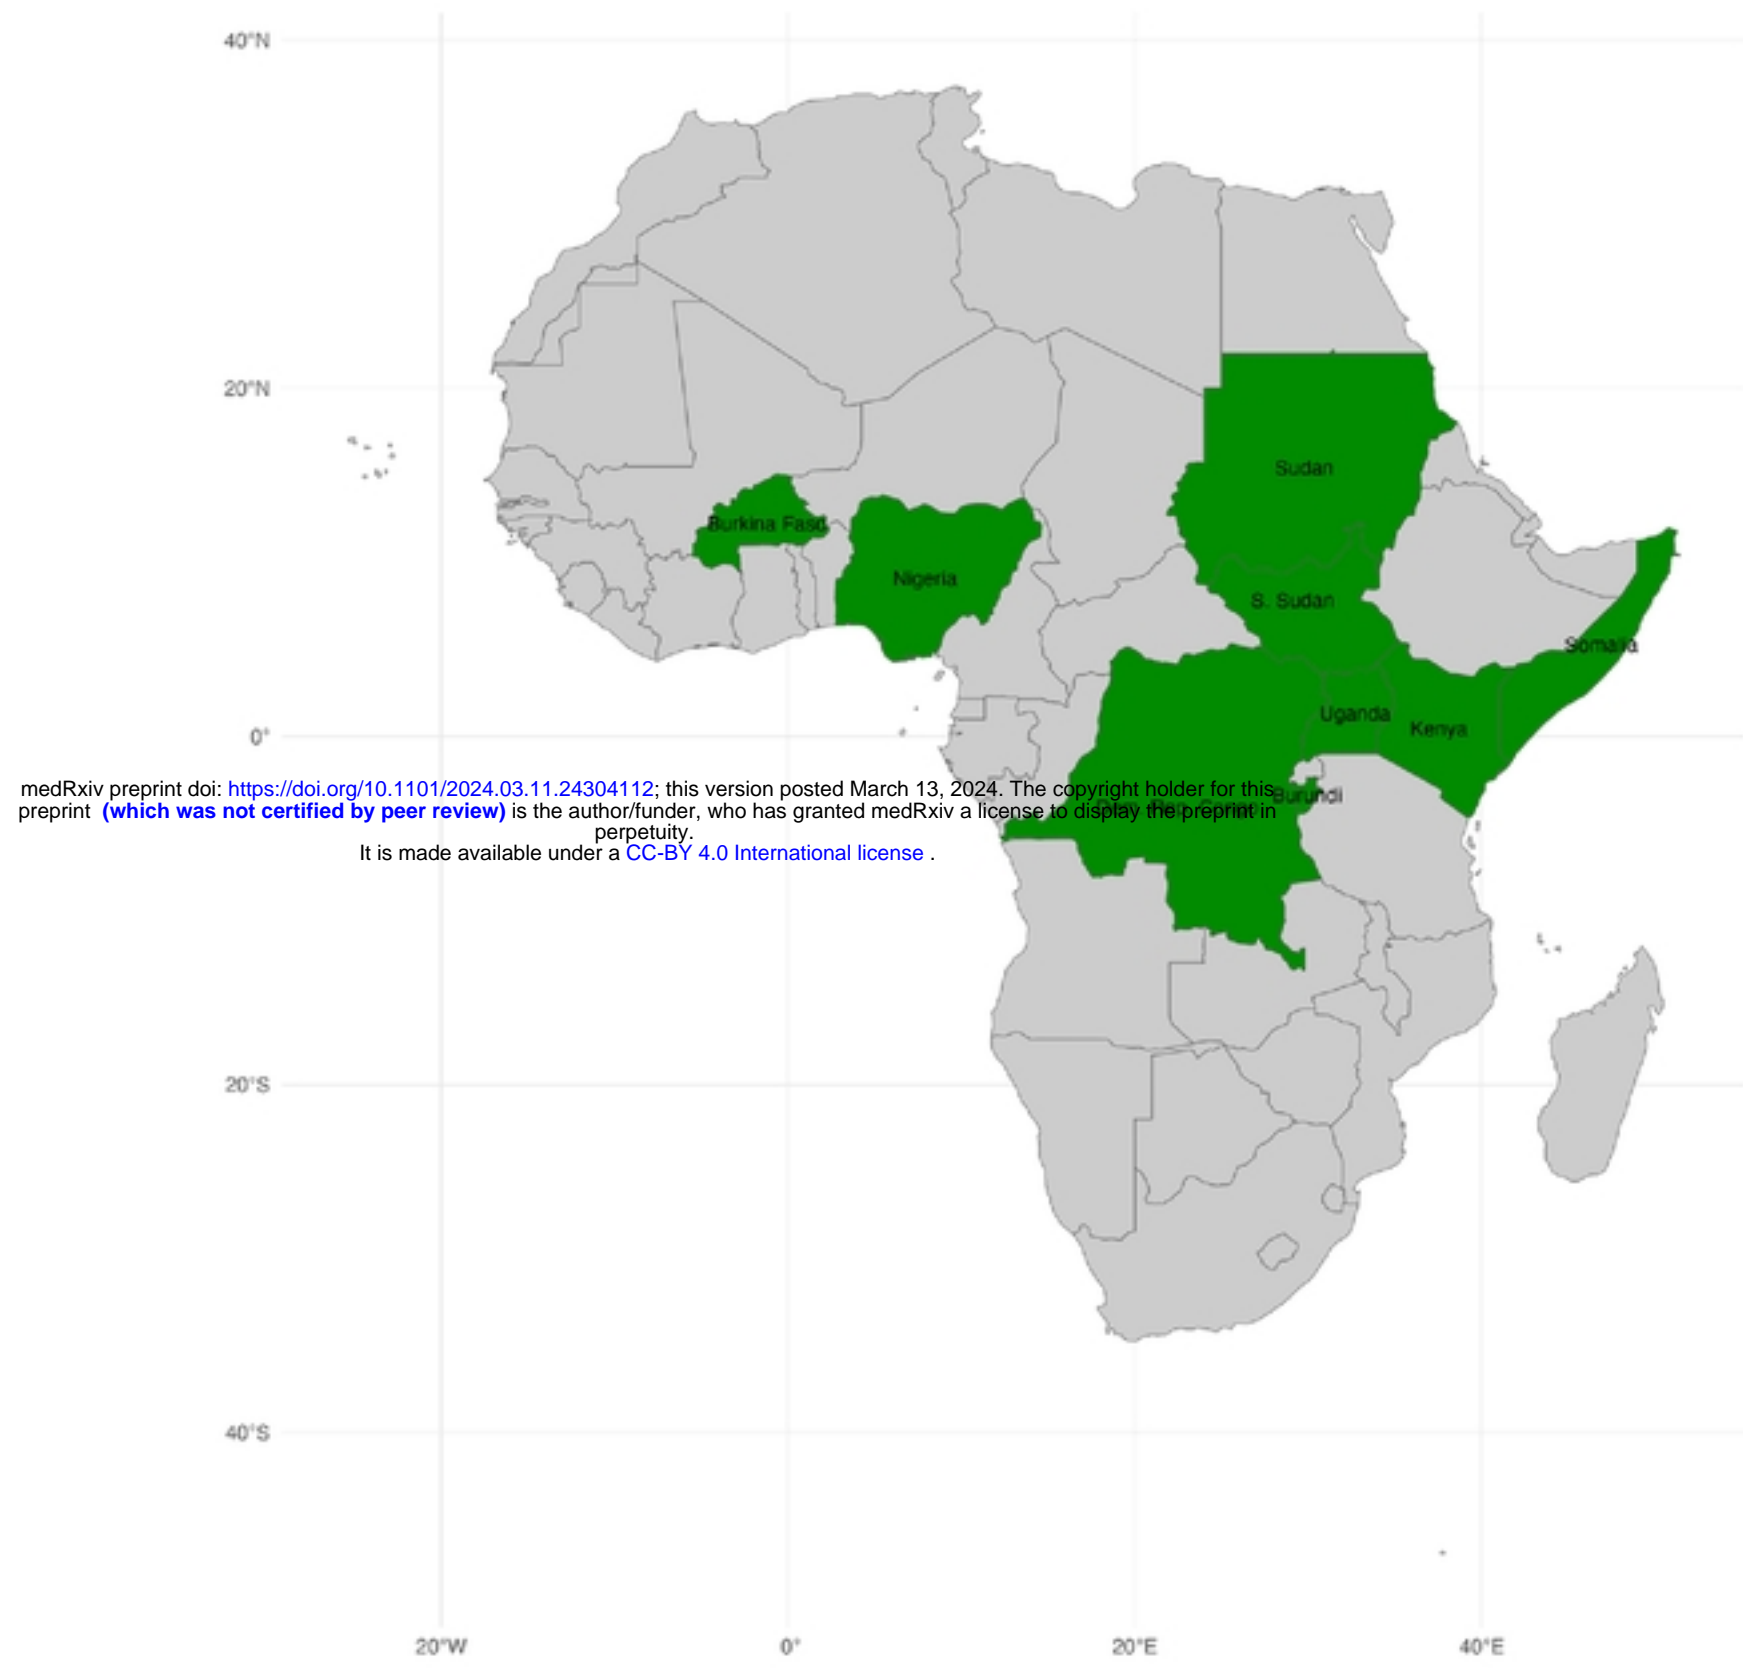 40°N
20°N
Sudan
Burkina Faso
Nigeria
S. Sudan
Somalia
Uganda
Kenya
0°
medRxiv preprint doi: https://doi.org/10.1101/2024.03.11.24304112; this version posted March 13, 2024. The copyright holder for this
Burundi
Dem. Rep. Congo
preprint (which was not certified by peer review) is the author/funder, who has granted medRxiv a license to display the preprint in
perpetuity.
It is made available under a CC-BY 4.0 International license .
20°S
40°S
20°W 0° 20°E 40°E